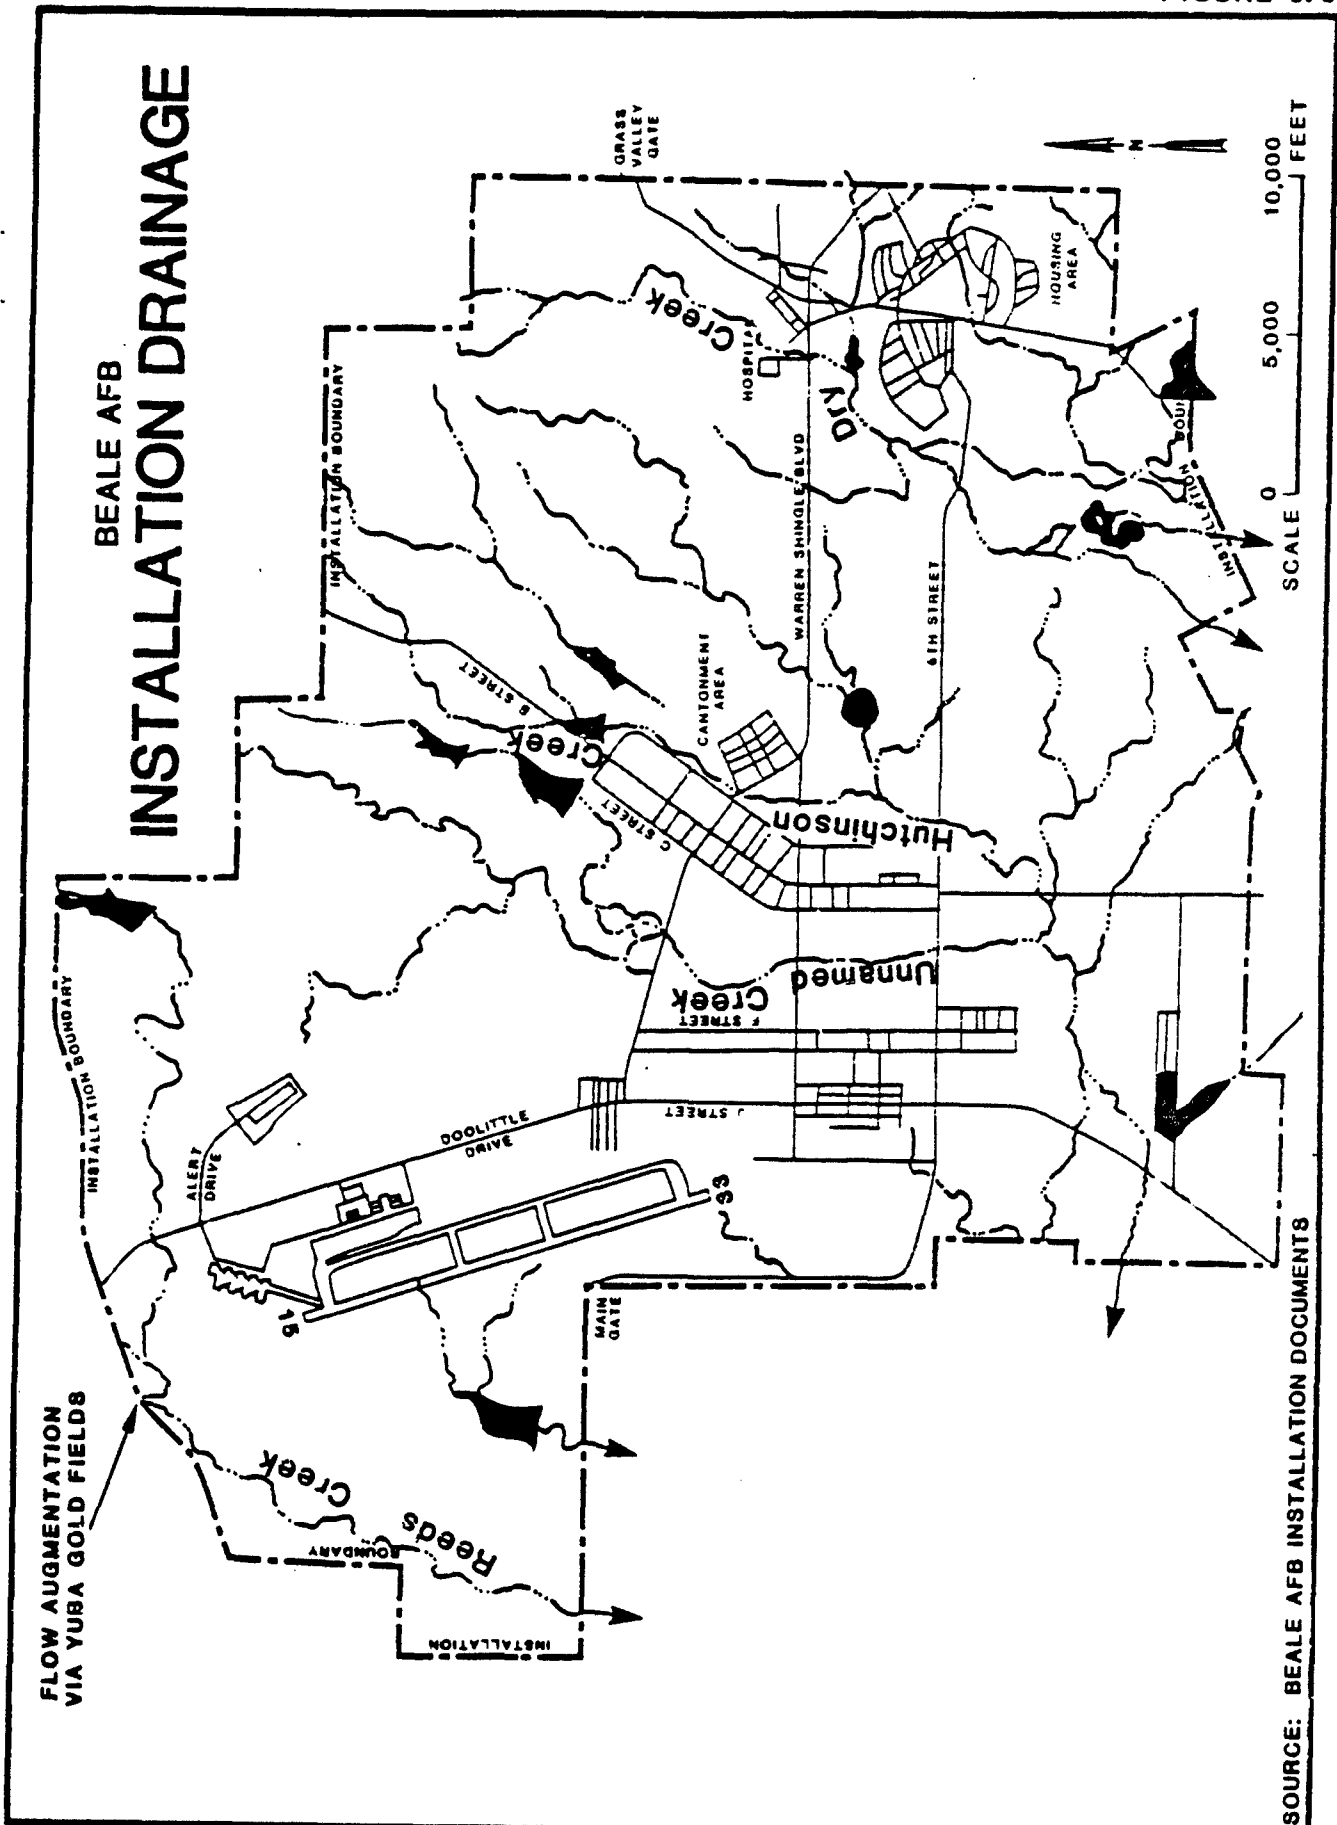 BEALE AFB
INSTALLATION DRAINAGE
FLOW AUGMENTATION
VIA YUBA GOLD FIELDS
INSTALLATION BOUNDARY
INSTALLATION BOUNDARY
ALERT
DRIVE
DOOLITTLE
DRIVE
15
33
Reeds
Creek
BOUNDARY
INSTALLATION
MAIN
GATE
B STREET
C STREET
Creek
Hutchinson
Unnamed
Creek
F STREET
J STREET
CANTONMENT
AREA
WARREN SHINGLE BLVD
6TH STREET
GRASS
VALLEY
GATE
Creek
Dry
HOSPITAL
HOUSING
AREA
INSTALLATION
N
SCALE
0
5,000
10,000
FEET
SOURCE: BEALE AFB INSTALLATION DOCUMENTS